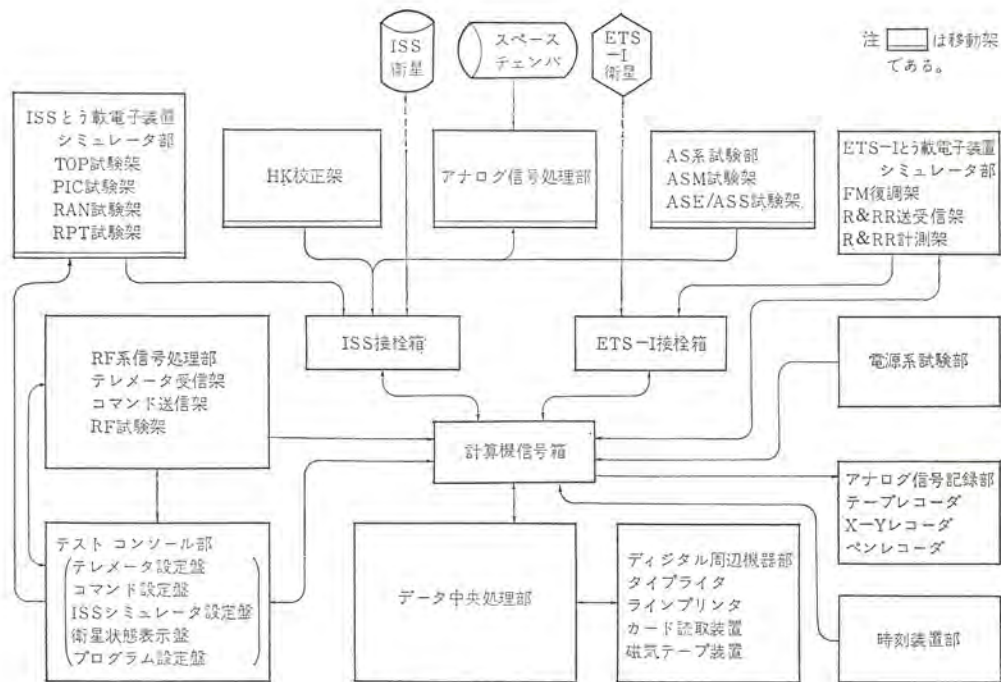 ISS
衛星
スペース
チェンバ
ETS
-I
衛星
注 は移動架
である。
ISSとう載電子装置
シミュレータ部
TOP試験架
PIC試験架
RAN試験架
RPT試験架
HK校正架
アナログ信号処理部
AS系試験部
ASM試験架
ASE/ASS試験架
ETS-Iとう載電子装置
シミュレータ部
FM復調架
R&RR送受信架
R&RR計測架
ISS接栓箱
ETS-I接栓箱
RF系信号処理部
テレメータ受信架
コマンド送信架
RF試験架
電源系試験部
計算機信号箱
アナログ信号記録部
テープレコーダ
X-Yレコーダ
ペンレコーダ
テスト コンソール部
テレメータ設定盤
コマンド設定盤
ISSシミュレータ設定盤
衛星状態表示盤
プログラム設定盤
データ中央処理部
ディジタル周辺機器部
タイプライタ
ラインプリンタ
カード読取装置
磁気テープ装置
時刻装置部